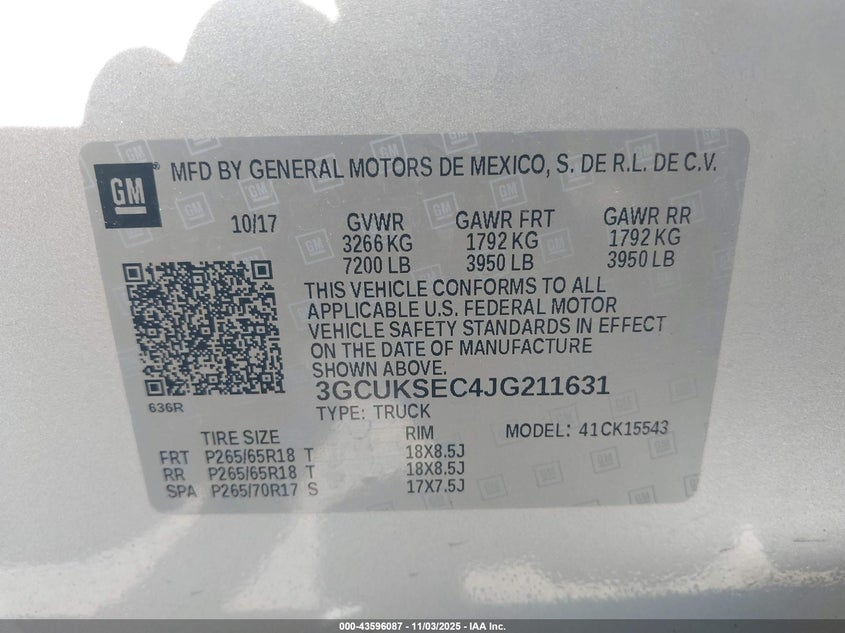 GM
MFD BY GENERAL MOTORS DE MEXICO, S. DE R.L. DE C.V.
10/17 GVWR GAWR FRT GAWR RR
3266 KG 1792 KG 1792 KG
7200 LB 3950 LB 3950 LB
THIS VEHICLE CONFORMS TO ALL
APPLICABLE U.S. FEDERAL MOTOR
VEHICLE SAFETY STANDARDS IN EFFECT
ON THE DATE OF MANUFACTURE
SHOWN ABOVE.
3GCUKSEC4JG211631
636R
TYPE: TRUCK
TIRE SIZE RIM MODEL: 41CK15543
FRT P265/65R18 T 18X8.5J
RR P265/65R18 T 18X8.5J
SPA P265/70R17 S 17X7.5J
000-43596087 - 11/03/2025 - IAA Inc.